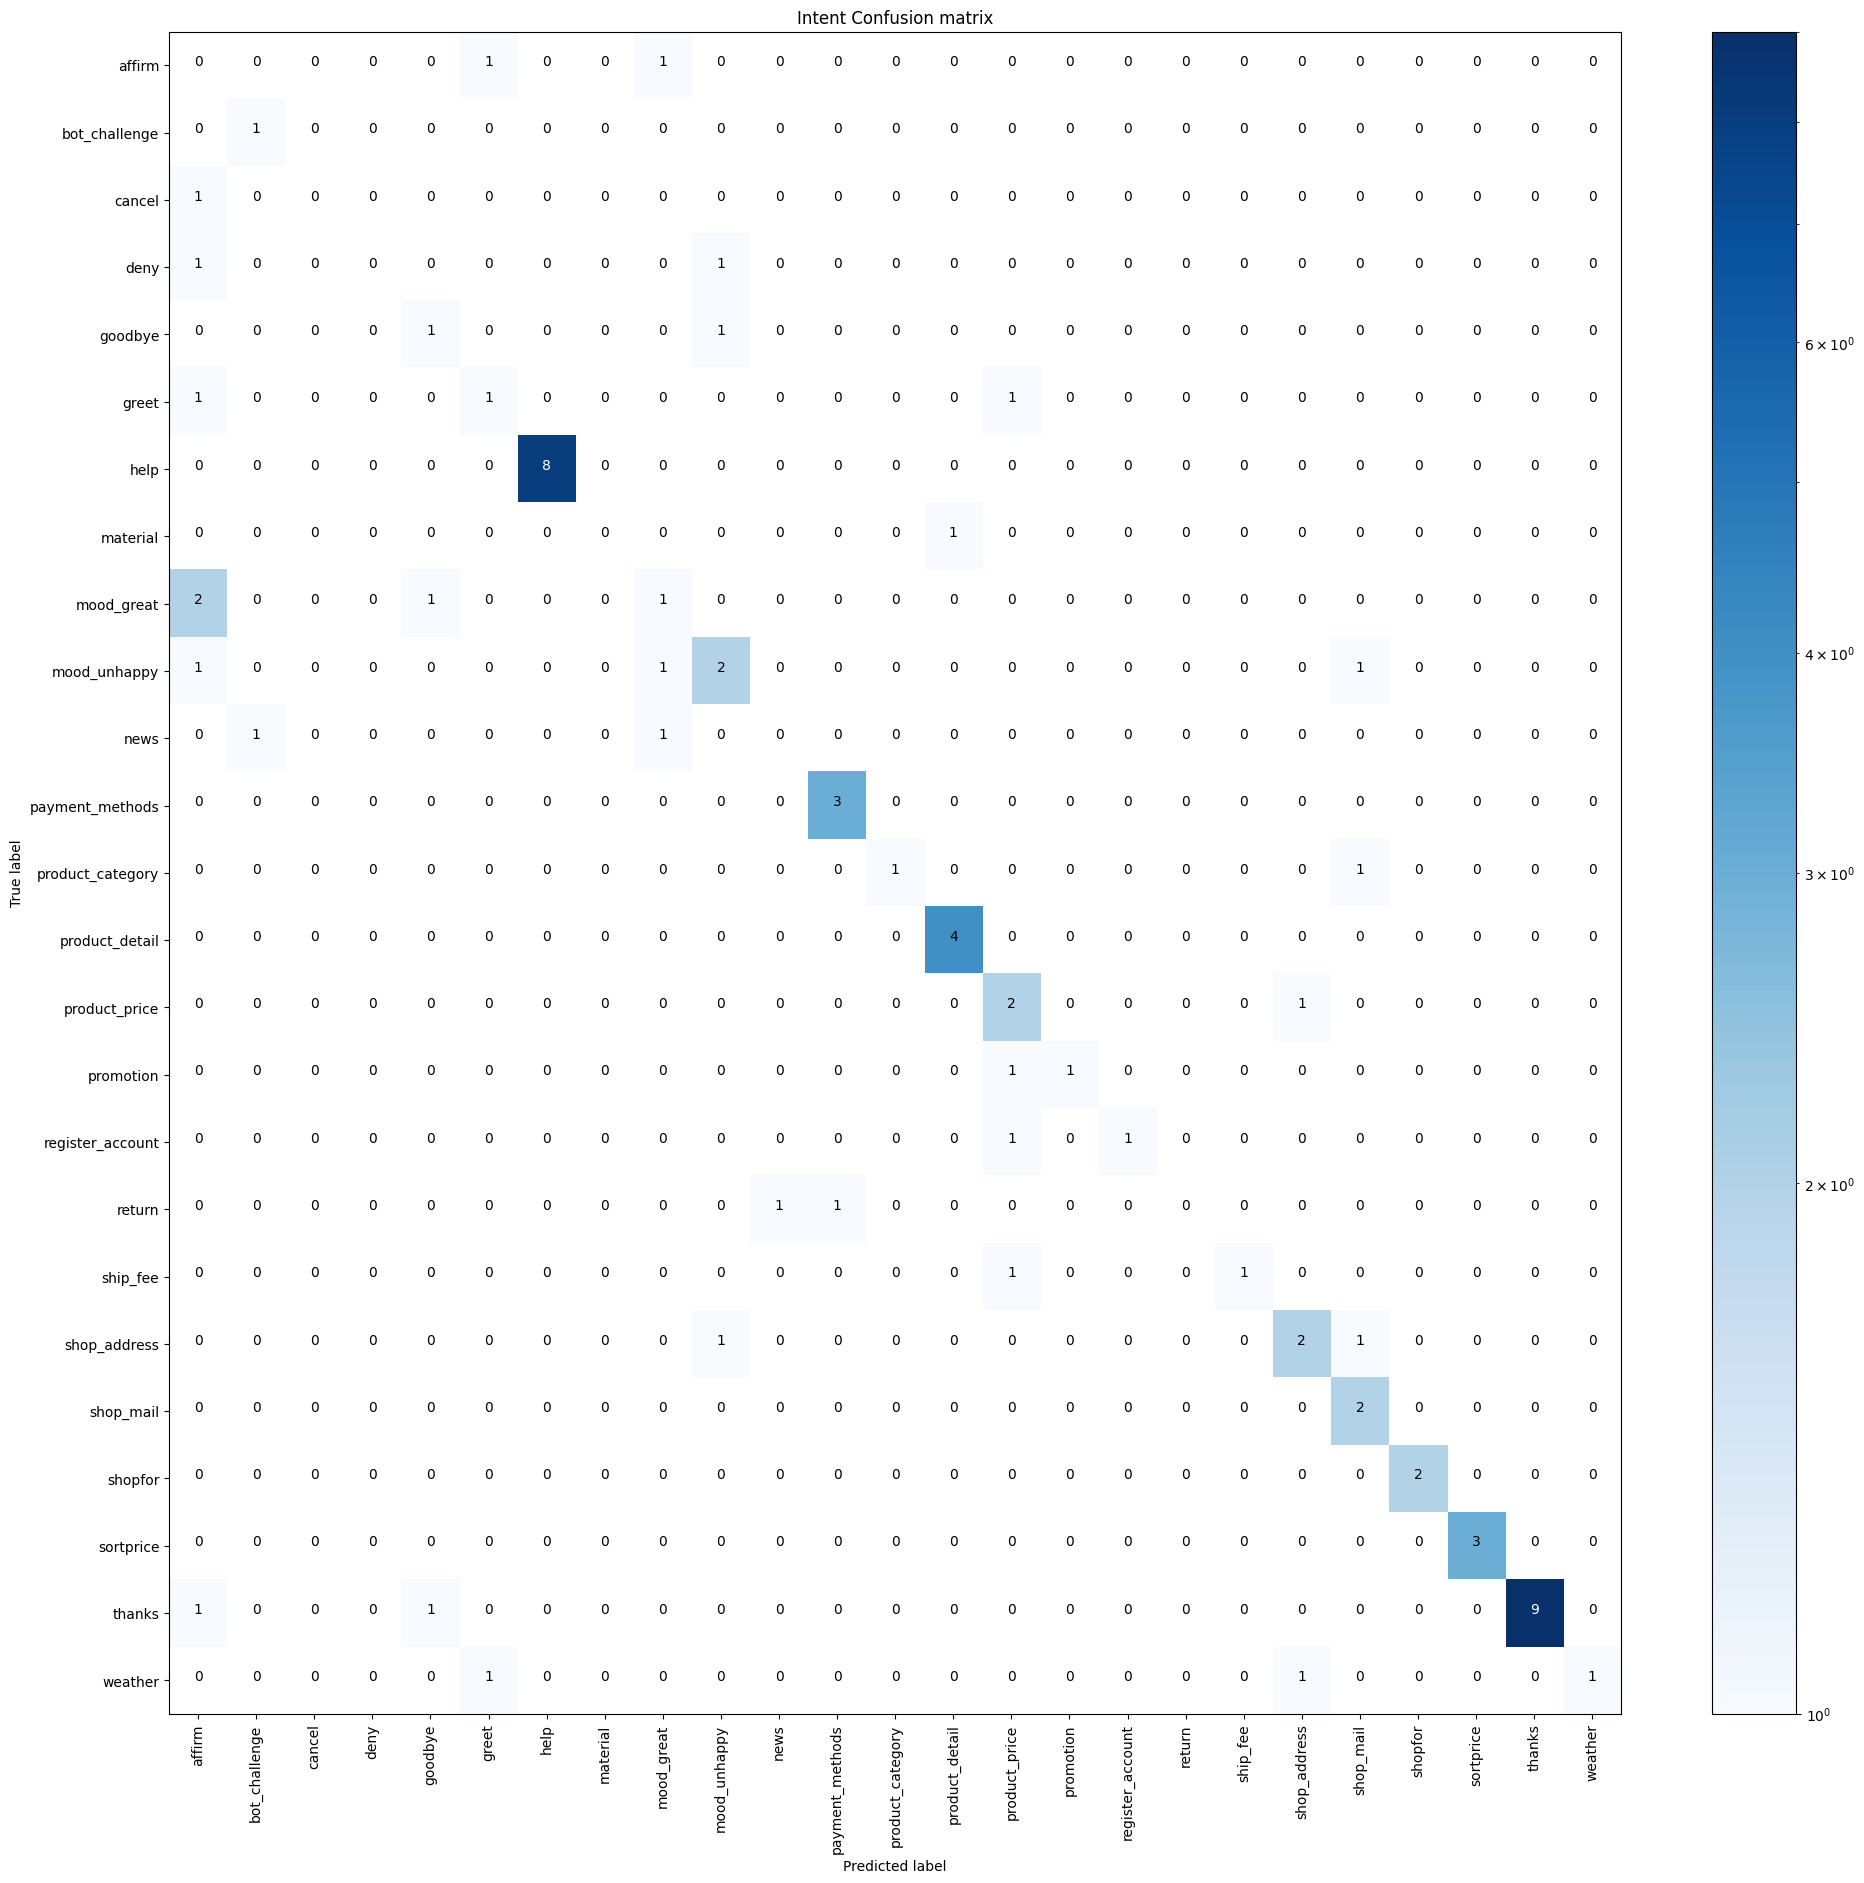 Intent Confusion matrix
affirm 0 0 0 0 0 1 0 0 1 0 0 0 0 0 0 0 0 0 0 0 0 0 0 0 0
bot_challenge 0 1 0 0 0 0 0 0 0 0 0 0 0 0 0 0 0 0 0 0 0 0 0 0 0
cancel 1 0 0 0 0 0 0 0 0 0 0 0 0 0 0 0 0 0 0 0 0 0 0 0 0
deny 1 0 0 0 0 0 0 0 0 1 0 0 0 0 0 0 0 0 0 0 0 0 0 0 0
goodbye 0 0 0 0 1 0 0 0 0 1 0 0 0 0 0 0 0 0 0 0 0 0 0 0 0
6 × 10⁰
greet 1 0 0 0 0 1 0 0 0 0 0 0 0 0 1 0 0 0 0 0 0 0 0 0 0
help 0 0 0 0 0 0 8 0 0 0 0 0 0 0 0 0 0 0 0 0 0 0 0 0 0
material 0 0 0 0 0 0 0 0 0 0 0 0 0 1 0 0 0 0 0 0 0 0 0 0 0
mood_great 2 0 0 0 1 0 0 0 1 0 0 0 0 0 0 0 0 0 0 0 0 0 0 0 0
4 × 10⁰
mood_unhappy 1 0 0 0 0 0 0 0 1 2 0 0 0 0 0 0 0 0 0 0 1 0 0 0 0
news 0 1 0 0 0 0 0 0 1 0 0 0 0 0 0 0 0 0 0 0 0 0 0 0 0
payment_methods 0 0 0 0 0 0 0 0 0 0 0 3 0 0 0 0 0 0 0 0 0 0 0 0 0
True label
product_category 0 0 0 0 0 0 0 0 0 0 0 0 1 0 0 0 0 0 0 0 1 0 0 0 0
3 × 10⁰
product_detail 0 0 0 0 0 0 0 0 0 0 0 0 0 4 0 0 0 0 0 0 0 0 0 0 0
product_price 0 0 0 0 0 0 0 0 0 0 0 0 0 0 2 0 0 0 0 1 0 0 0 0 0
promotion 0 0 0 0 0 0 0 0 0 0 0 0 0 0 1 1 0 0 0 0 0 0 0 0 0
register_account 0 0 0 0 0 0 0 0 0 0 0 0 0 0 1 0 1 0 0 0 0 0 0 0 0
2 × 10⁰
return 0 0 0 0 0 0 0 0 0 0 1 1 0 0 0 0 0 0 0 0 0 0 0 0 0
ship_fee 0 0 0 0 0 0 0 0 0 0 0 0 0 0 1 0 0 0 1 0 0 0 0 0 0
shop_address 0 0 0 0 0 0 0 0 0 1 0 0 0 0 0 0 0 0 0 2 1 0 0 0 0
shop_mail 0 0 0 0 0 0 0 0 0 0 0 0 0 0 0 0 0 0 0 0 2 0 0 0 0
shopfor 0 0 0 0 0 0 0 0 0 0 0 0 0 0 0 0 0 0 0 0 0 2 0 0 0
sortprice 0 0 0 0 0 0 0 0 0 0 0 0 0 0 0 0 0 0 0 0 0 0 3 0 0
thanks 1 0 0 0 1 0 0 0 0 0 0 0 0 0 0 0 0 0 0 0 0 0 0 9 0
weather 0 0 0 0 0 1 0 0 0 0 0 0 0 0 0 0 0 0 0 1 0 0 0 0 1
10⁰
affirm
bot_challenge
cancel
deny
goodbye
greet
help
material
mood_great
mood_unhappy
news
payment_methods
product_category
product_detail
product_price
promotion
register_account
return
ship_fee
shop_address
shop_mail
shopfor
sortprice
thanks
weather
Predicted label